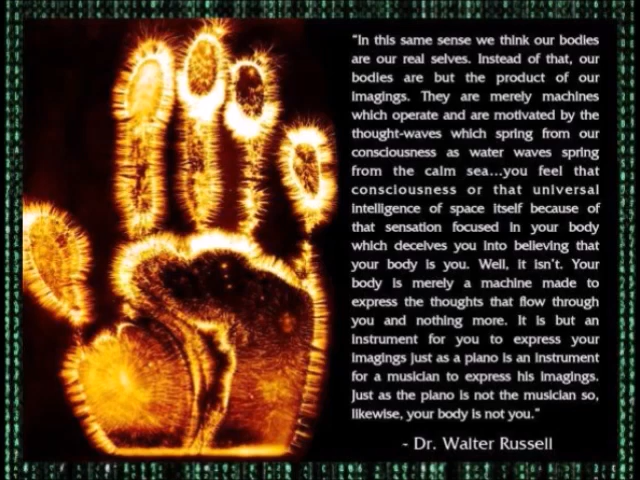 "In this same sense we think our bodies
are our real selves. Instead of that, our
bodies are but the product of our
imagings. They are merely machines
which operate and are motivated by the
thought-waves which spring from our
consciousness as water waves spring
from the calm sea...you feel that
consciousness or that universal
intelligence of space itself because of
that sensation focused in your body
which deceives you into believing that
your body is you. Well, it isn't. Your
body is merely a machine made to
express the thoughts that flow through
you and nothing more. It is but an
instrument for you to express your
imagings just as a piano is an instrument
for a musician to express his imagings.
Just as the piano is not the musician so,
likewise, your body is not you."
- Dr. Walter Russell